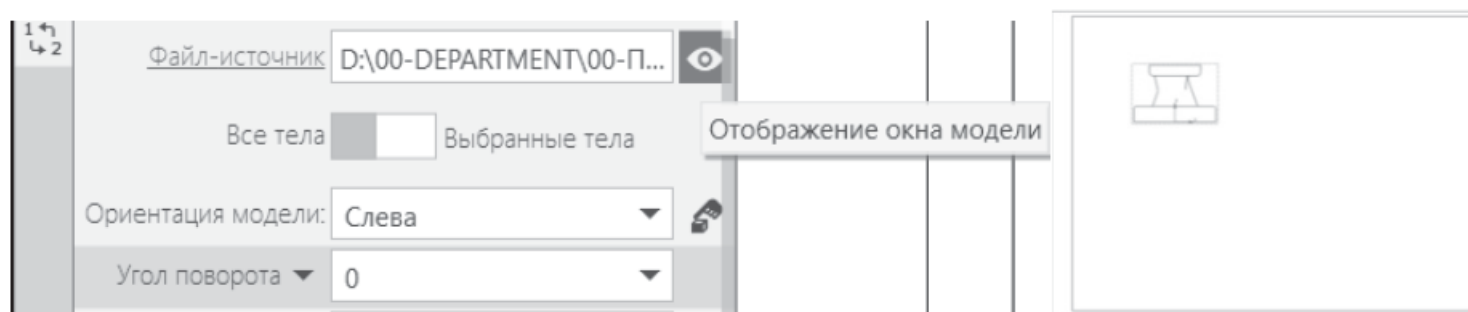 1
2
Файл-источник D:\00-DEPARTMENT\00-П...
Отображение окна модели
Все тела Выбранные тела
Ориентация модели: Слева
Угол поворота 0